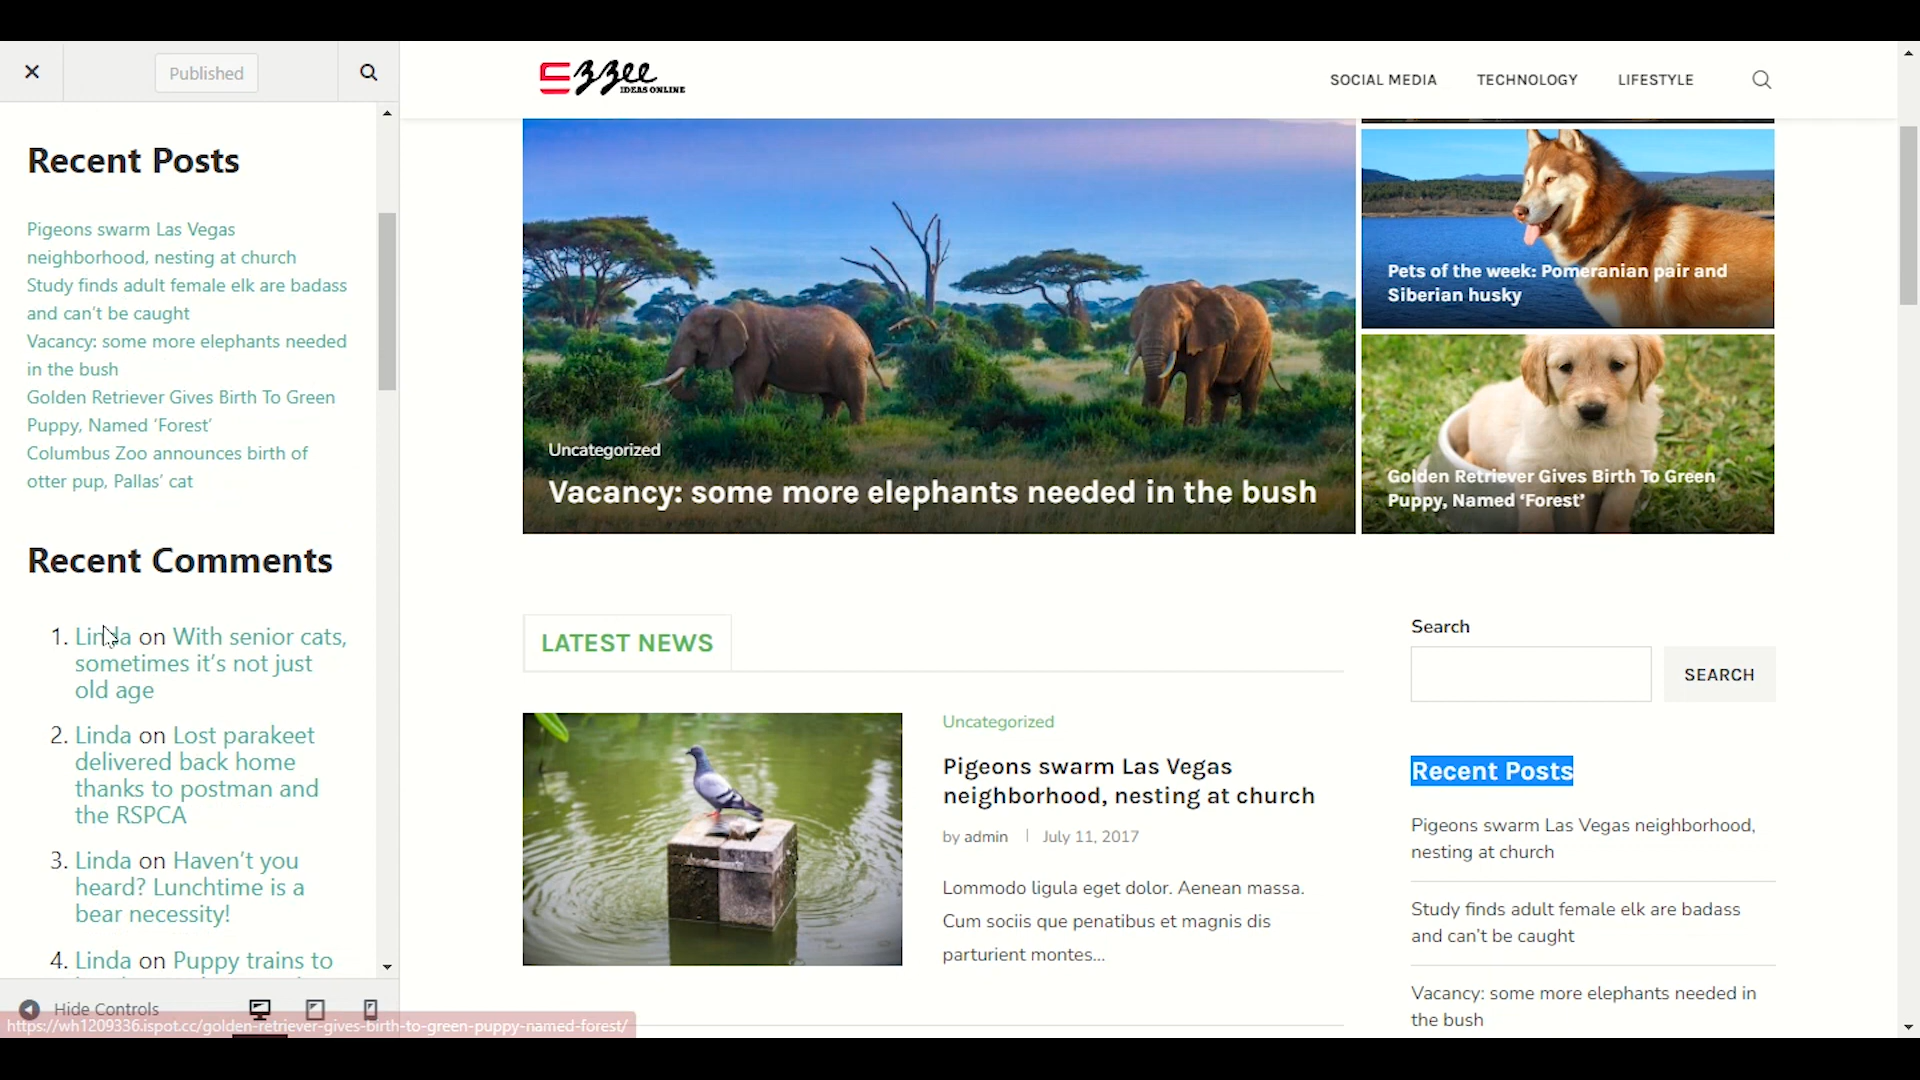 Published
Recent Posts
Pigeons swarm Las Vegas
neighborhood, nesting at church
Study finds adult female elk are badass
and can’t be caught
Vacancy: some more elephants needed
in the bush
Golden Retriever Gives Birth To Green
Puppy, Named ‘Forest’
Columbus Zoo announces birth of
otter pup, Pallas’ cat
Recent Comments
1. Linda on With senior cats,
sometimes it’s not just
old age
2. Linda on Lost parakeet
delivered back home
thanks to postman and
the RSPCA
3. Linda on Haven’t you
heard? Lunchtime is a
bear necessity!
4. Linda on Puppy trains to
Hide Controls
https://wh1209336.ispot.cc/golden-retriever-gives-birth-to-green-puppy-named-forest/
Ezzee
IDEAS ONLINE
SOCIAL MEDIA
TECHNOLOGY
LIFESTYLE
Uncategorized
Vacancy: some more elephants needed in the bush
Pets of the week: Pomeranian pair and
Siberian husky
Golden Retriever Gives Birth To Green
Puppy, Named ‘Forest’
LATEST NEWS
Uncategorized
Pigeons swarm Las Vegas
neighborhood, nesting at church
by admin | July 11, 2017
Lommodo ligula eget dolor. Aenean massa.
Cum sociis que penatibus et magnis dis
parturient montes...
Search
SEARCH
Recent Posts
Pigeons swarm Las Vegas neighborhood,
nesting at church
Study finds adult female elk are badass
and can’t be caught
Vacancy: some more elephants needed in
the bush